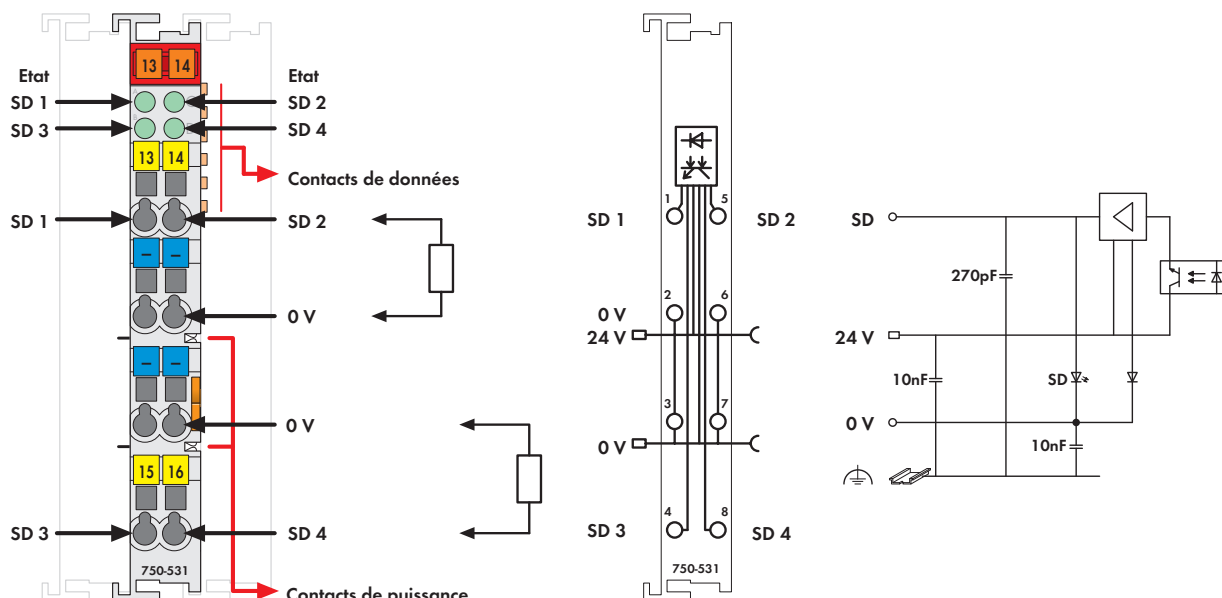 13 14
Etat
Etat
SD 1
SD 2
SD 3
SD 4
13 14
Contacts de données
SD 1
SD 2
– –
0 V
– –
0 V
15 16
SD 3
SD 4
750-531
Contacts de puissance
1
5
SD 1
SD 2
2
6
0 V
24 V
3
7
0 V
4
8
SD 3
SD 4
750-531
SD
270pF
24 V
10nF
SD
0 V
10nF